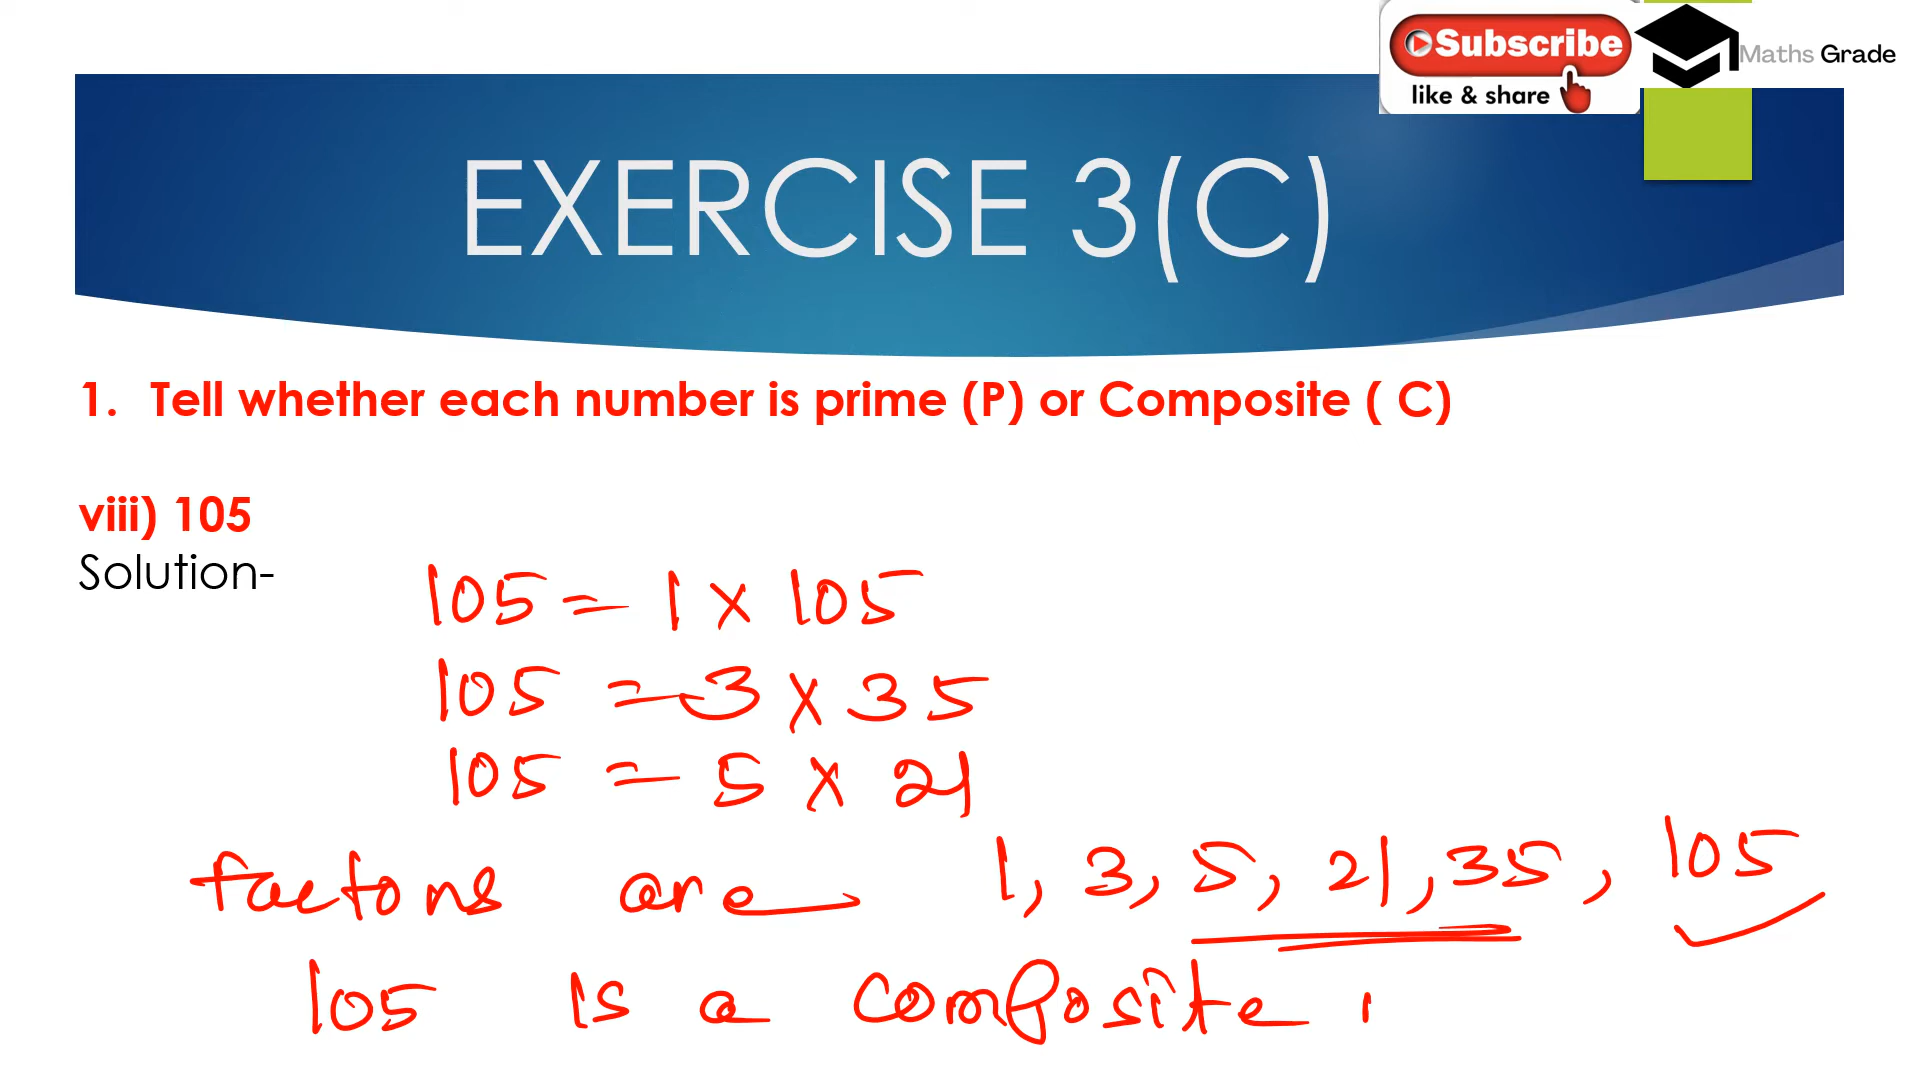 Subscribe
like & share
Maths Grade
EXERCISE 3(C)
1. Tell whether each number is prime (P) or Composite ( C)
viii) 105
Solution-
105 = 1 x 105
105 = 3 x 35
105 = 5 x 21
factors are 1, 3, 5, 21, 35, 105
105 is a composite